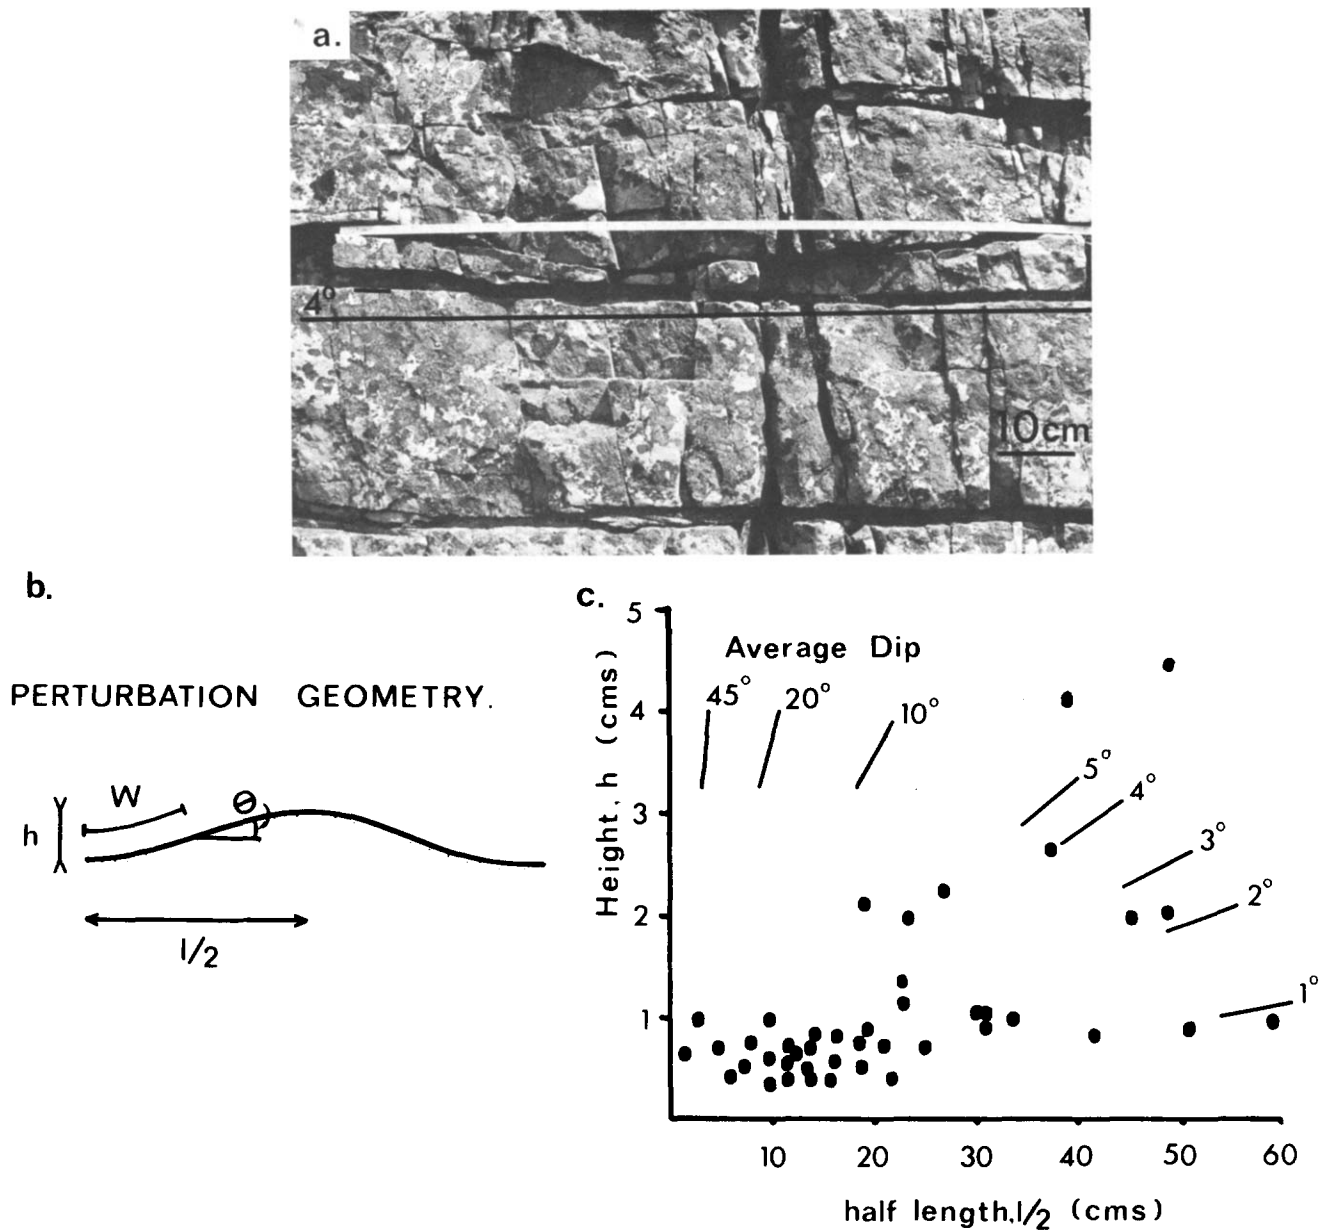 a.
4°
10cm
b.
PERTURBATION GEOMETRY.
W
θ
h
l/2
c.
5
4
3
2
1
Height, h (cms)
Average Dip
45°
20°
10°
5°
4°
3°
2°
1°
10 20 30 40 50 60
half length,l/2 (cms)